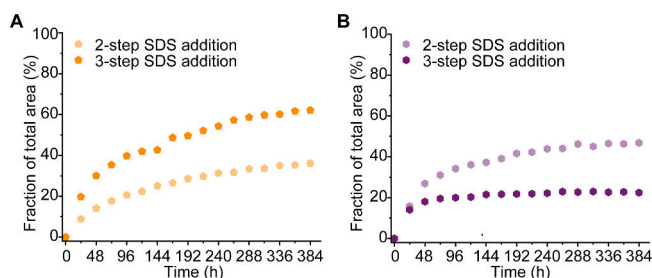 A
Fraction of total area (%)
100
80
60
40
20
0
2-step SDS addition
3-step SDS addition
0 48 96 144 192 240 288 336 384
Time (h)
B
Fraction of total area (%)
100
80
60
40
20
0
2-step SDS addition
3-step SDS addition
0 48 96 144 192 240 288 336 384
Time (h)